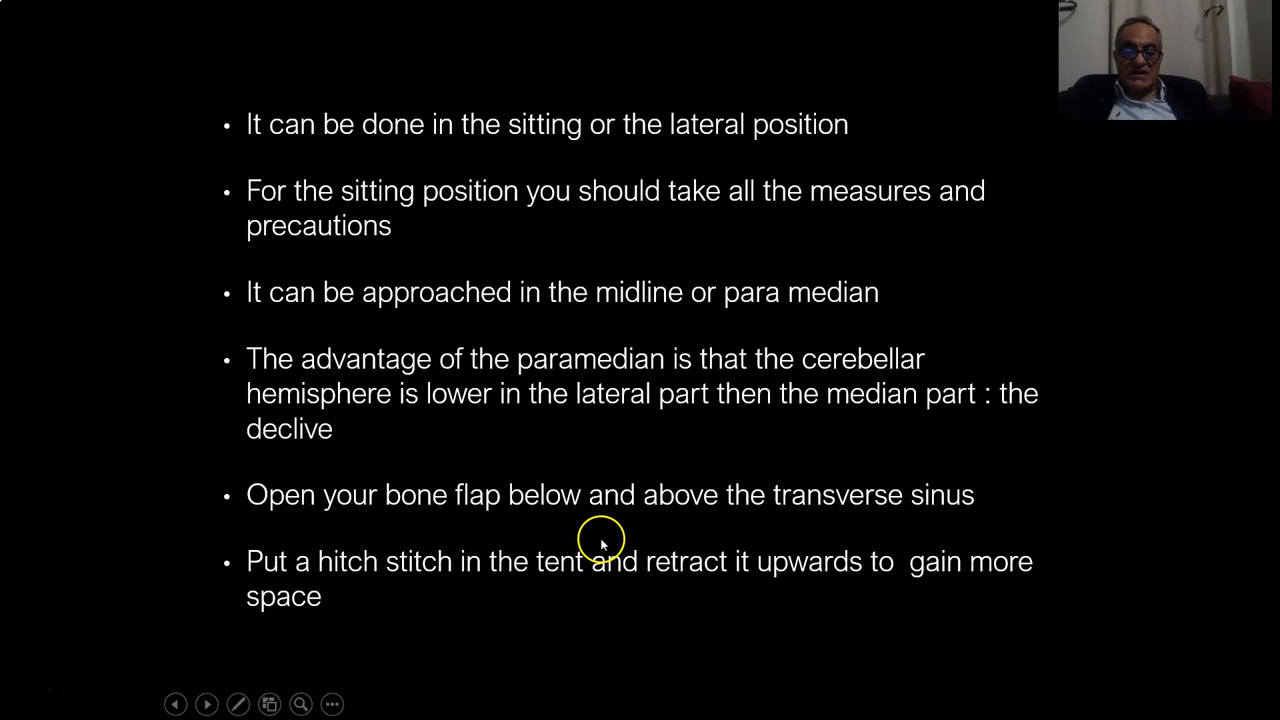 • It can be done in the sitting or the lateral position
• For the sitting position you should take all the measures and
precautions
• It can be approached in the midline or para median
• The advantage of the paramedian is that the cerebellar
hemisphere is lower in the lateral part then the median part : the
declive
• Open your bone flap below and above the transverse sinus
• Put a hitch stitch in the tent and retract it upwards to  gain more
space